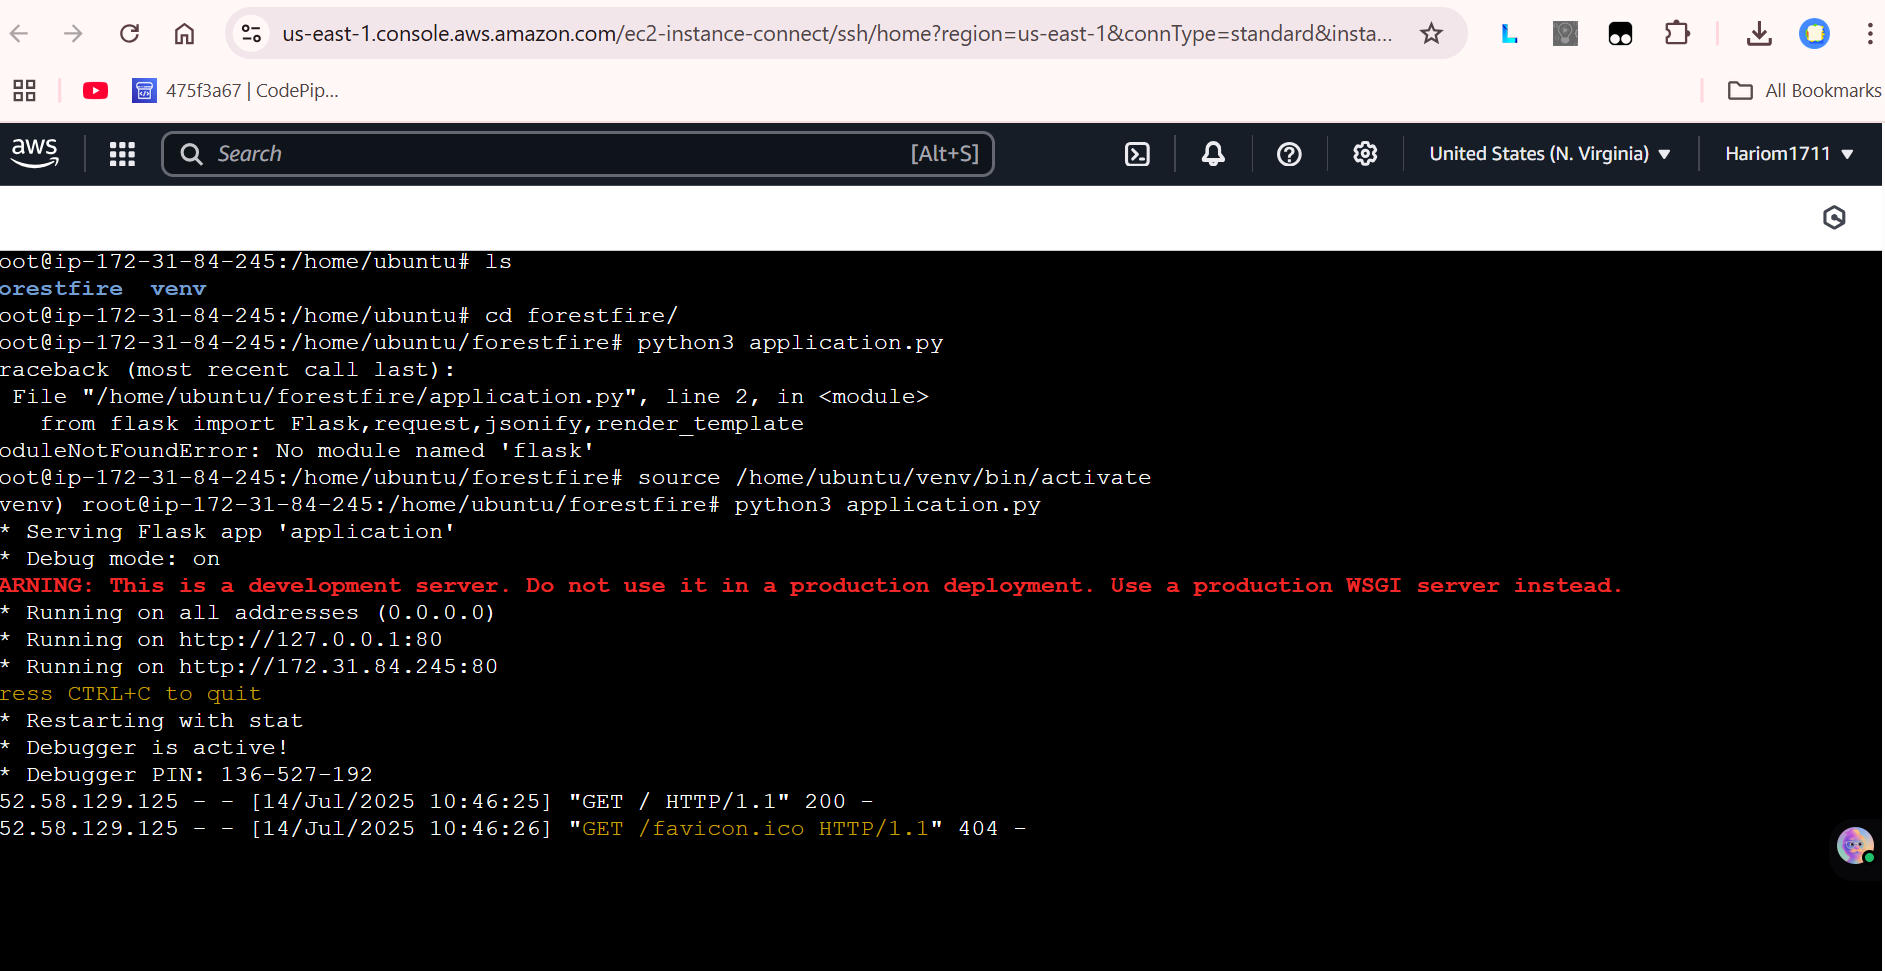 us-east-1.console.aws.amazon.com/ec2-instance-connect/ssh/home?region=us-east-1&connType=standard&insta...
475f3a67 | CodePip...
All Bookmarks
aws
Search
[Alt+S]
United States (N. Virginia)
Hariom1711
oot@ip-172-31-84-245:/home/ubuntu# ls
orestfire venv
oot@ip-172-31-84-245:/home/ubuntu# cd forestfire/
oot@ip-172-31-84-245:/home/ubuntu/forestfire# python3 application.py
raceback (most recent call last):
File "/home/ubuntu/forestfire/application.py", line 2, in <module>
from flask import Flask,request,jsonify,render_template
oduleNotFoundError: No module named 'flask'
oot@ip-172-31-84-245:/home/ubuntu/forestfire# source /home/ubuntu/venv/bin/activate
venv) root@ip-172-31-84-245:/home/ubuntu/forestfire# python3 application.py
* Serving Flask app 'application'
* Debug mode: on
ARNING: This is a development server. Do not use it in a production deployment. Use a production WSGI server instead.
* Running on all addresses (0.0.0.0)
* Running on http://127.0.0.1:80
* Running on http://172.31.84.245:80
ress CTRL+C to quit
* Restarting with stat
* Debugger is active!
* Debugger PIN: 136-527-192
52.58.129.125 - - [14/Jul/2025 10:46:25] "GET / HTTP/1.1" 200 -
52.58.129.125 - - [14/Jul/2025 10:46:26] "GET /favicon.ico HTTP/1.1" 404 -